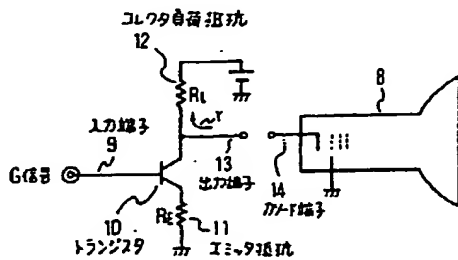 コレクタ負荷抵抗
12
RL
8
入力端子
9
r
G信号
13
出力端子
14
カソード端子
10
トランジスタ
RE
11
エミッタ抵抗